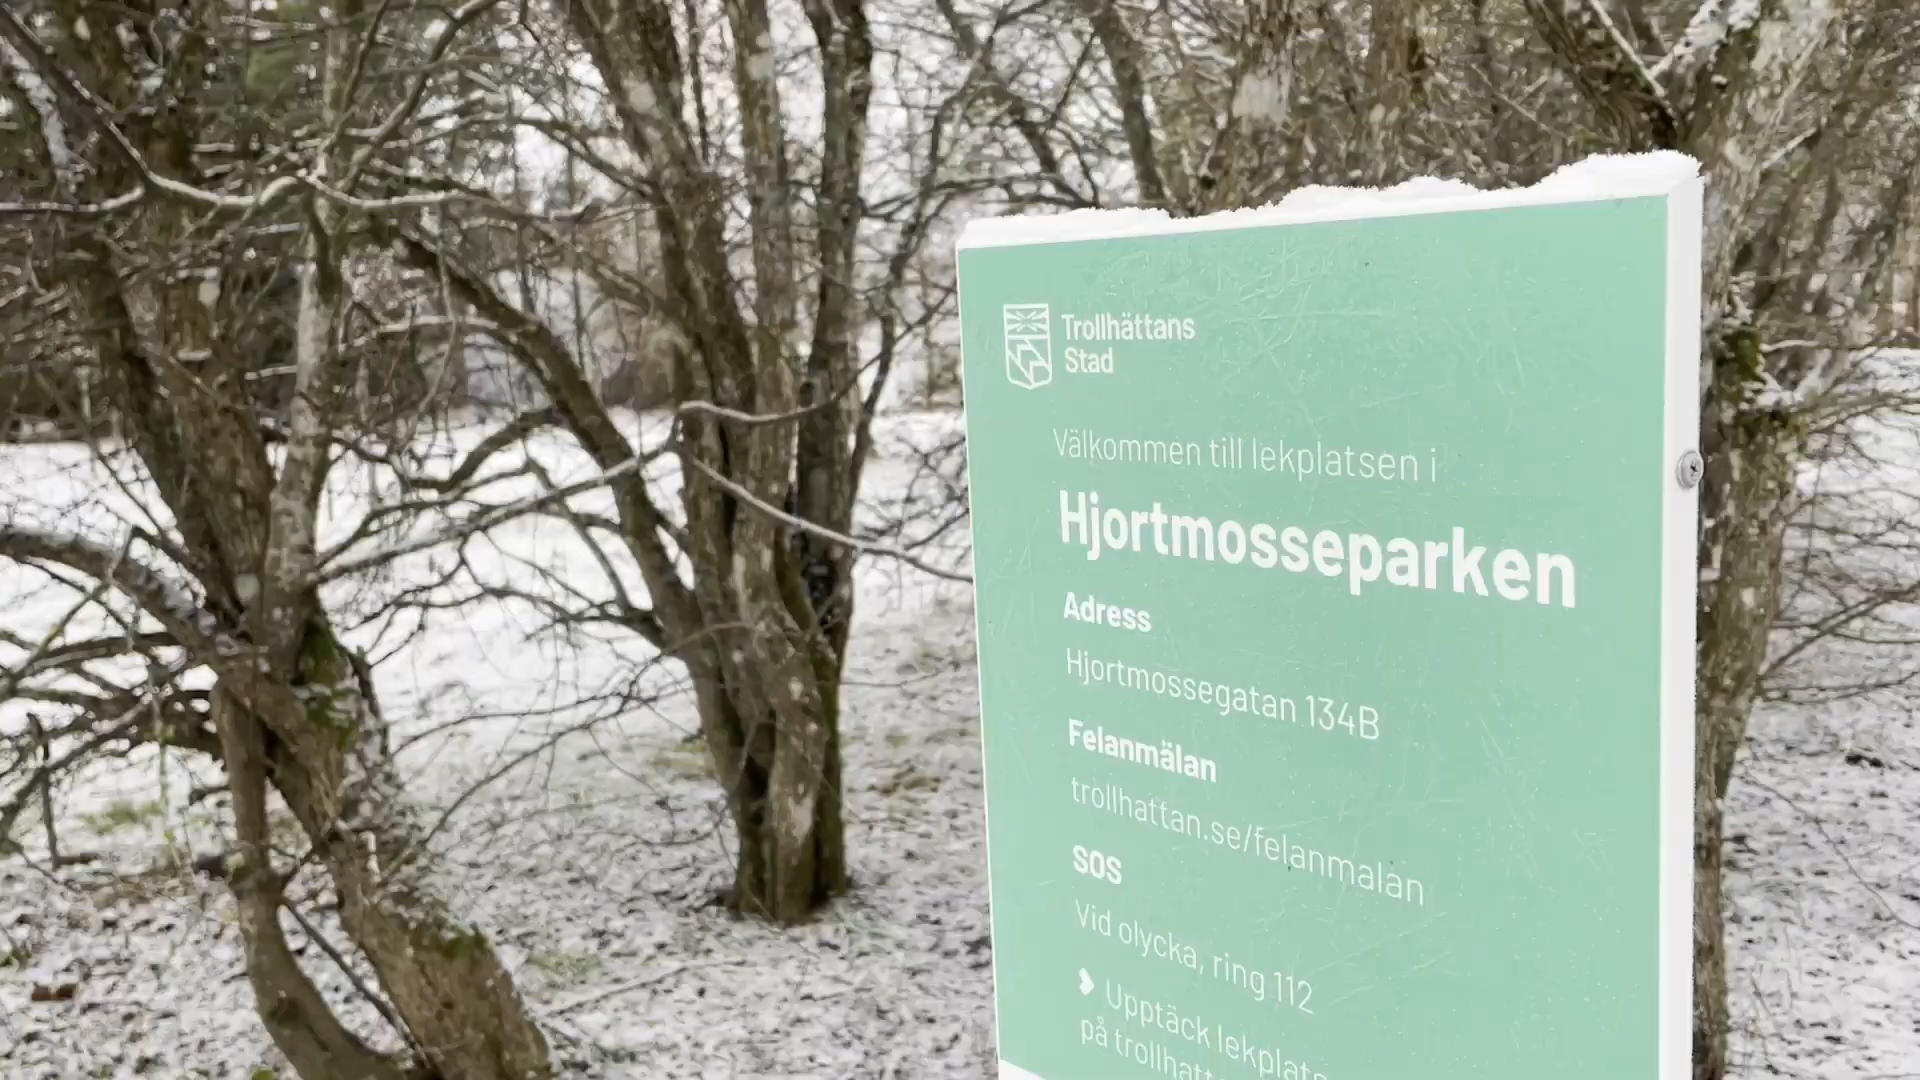 Trollhättans
Stad
Välkommen till lekplatsen i
Hjortmosseparken
Adress
Hjortmossegatan 134B
Felanmälan
trollhattan.se/felanmalan
SOS
Vid olycka, ring 112
Upptäck
på